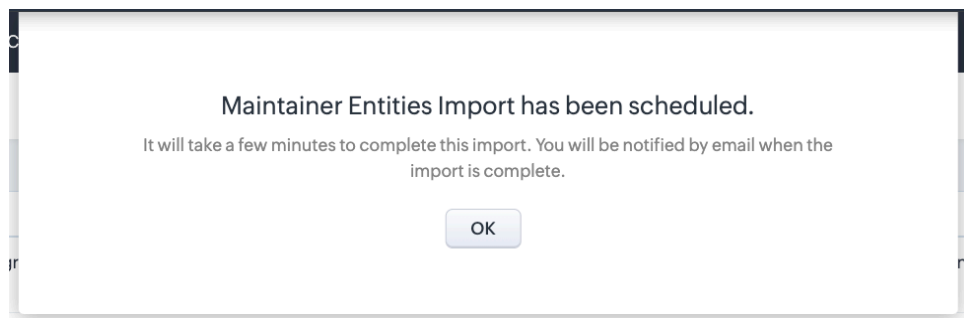 Maintainer Entities Import has been scheduled.
It will take a few minutes to complete this import. You will be notified by email when the
import is complete.
OK